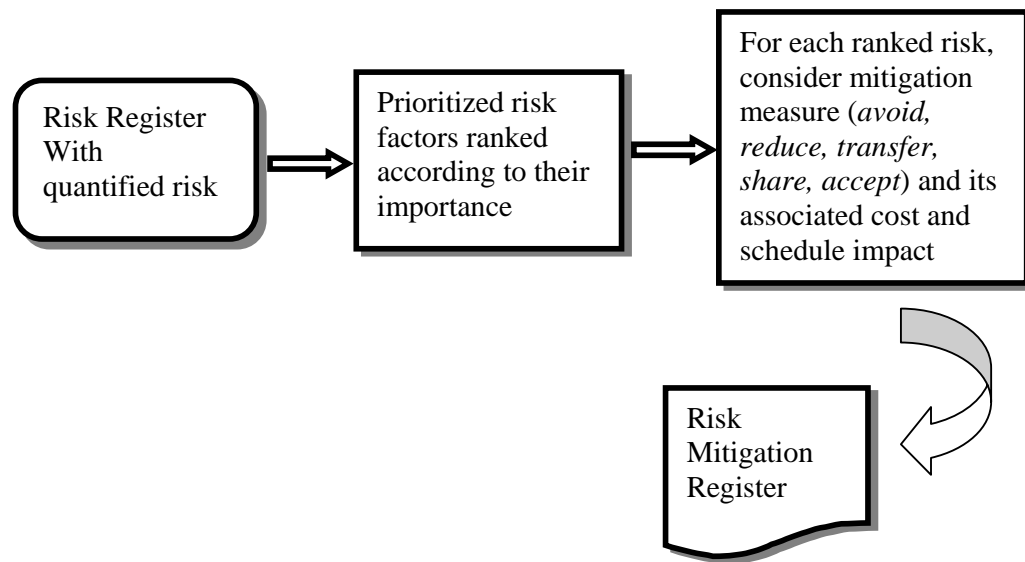 Risk Register
With
quantified risk
Prioritized risk
factors ranked
according to their
importance
For each ranked risk,
consider mitigation
measure (avoid,
reduce, transfer,
share, accept) and its
associated cost and
schedule impact
Risk
Mitigation
Register